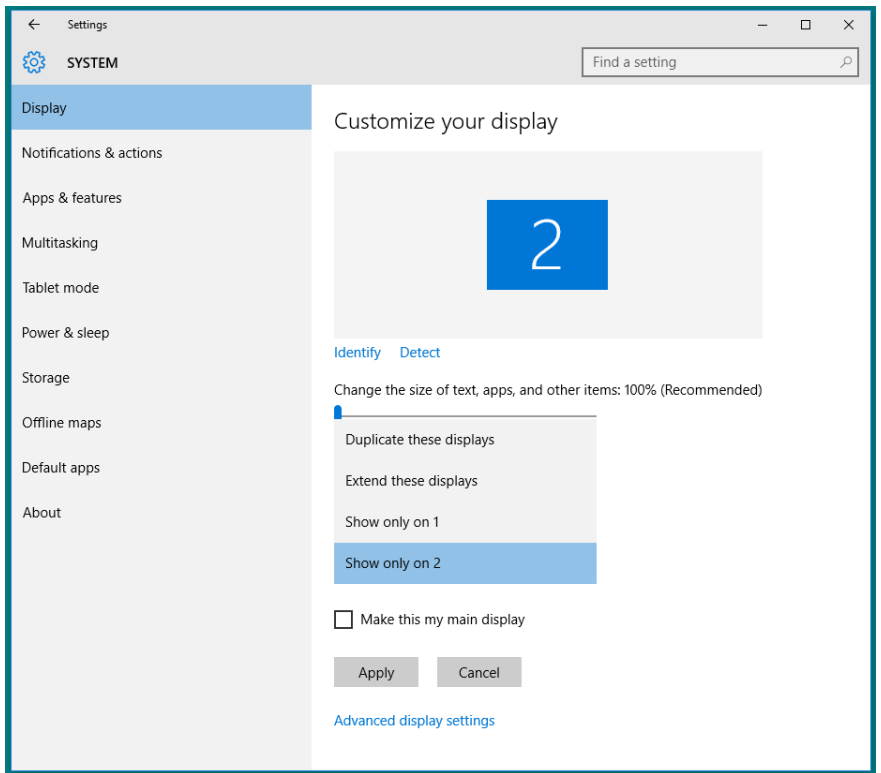 Settings
SYSTEM
Find a setting
Display
Notifications & actions
Apps & features
Multitasking
Tablet mode
Power & sleep
Storage
Offline maps
Default apps
About
Customize your display
2
Identify Detect
Change the size of text, apps, and other items: 100% (Recommended)
Duplicate these displays
Extend these displays
Show only on 1
Show only on 2
Make this my main display
Apply Cancel
Advanced display settings